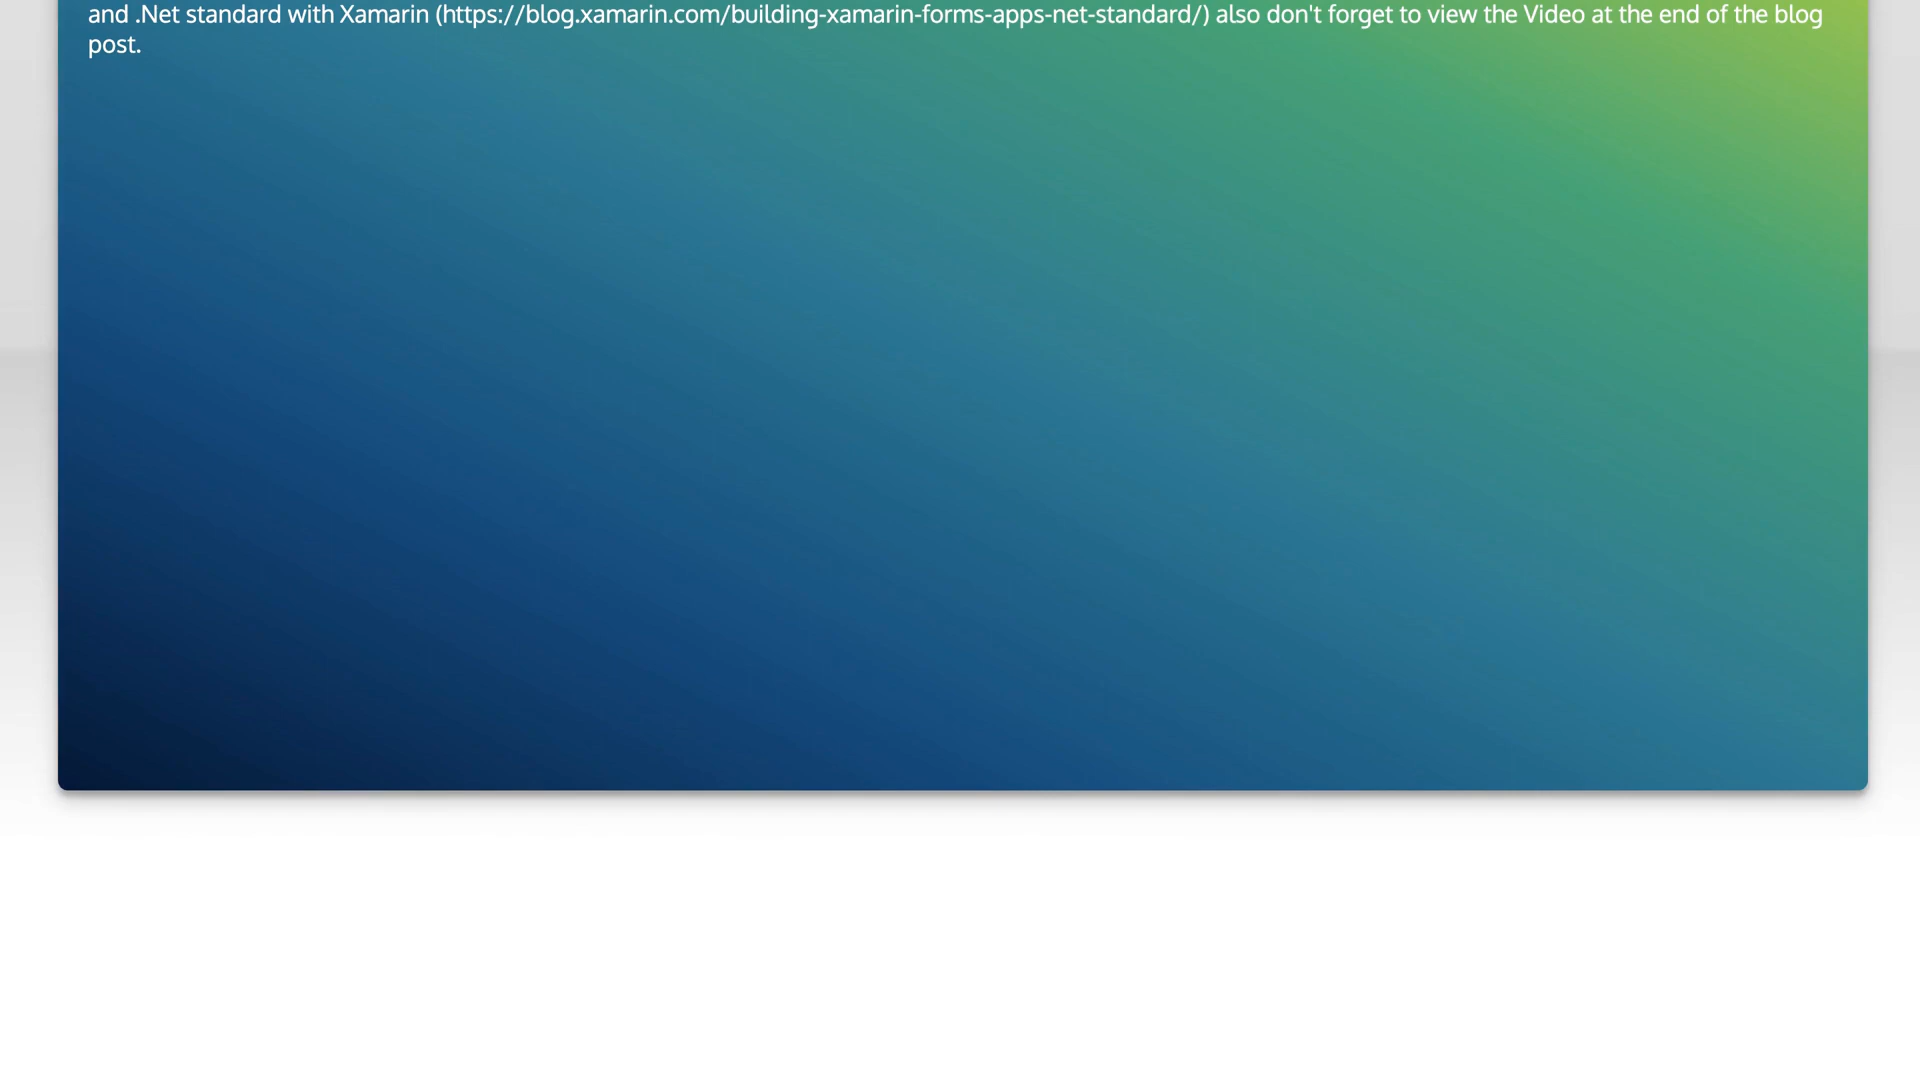 and .Net standard with Xamarin (https://blog.xamarin.com/building-xamarin-forms-apps-net-standard/) also don't forget to view the Video at the end of the blog
post.